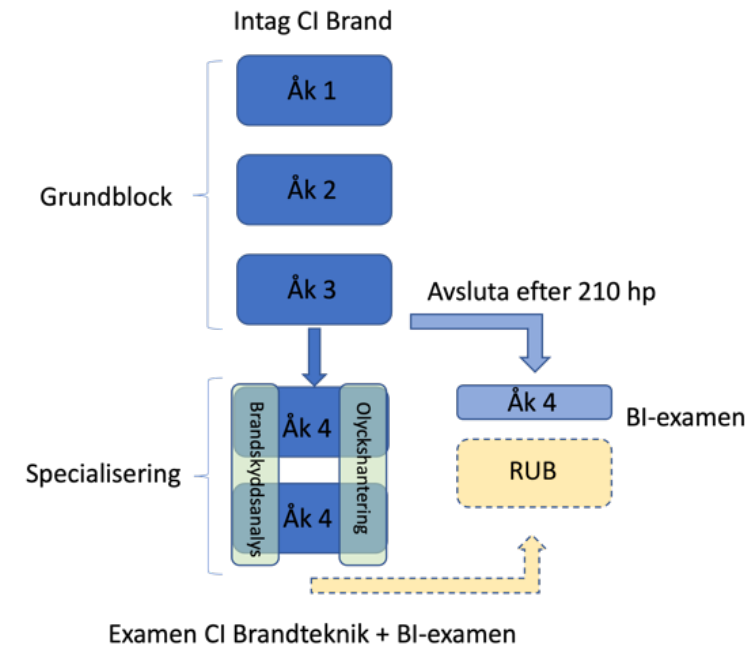 Intag CI Brand
Åk 1
Åk 2
Grundblock
Åk 3
Avsluta efter 210 hp
Åk 4
BI-examen
RUB
Specialisering
Brandskyddsanalys
Åk 4
Olyckshantering
Åk 4
Examen CI Brandteknik + BI-examen